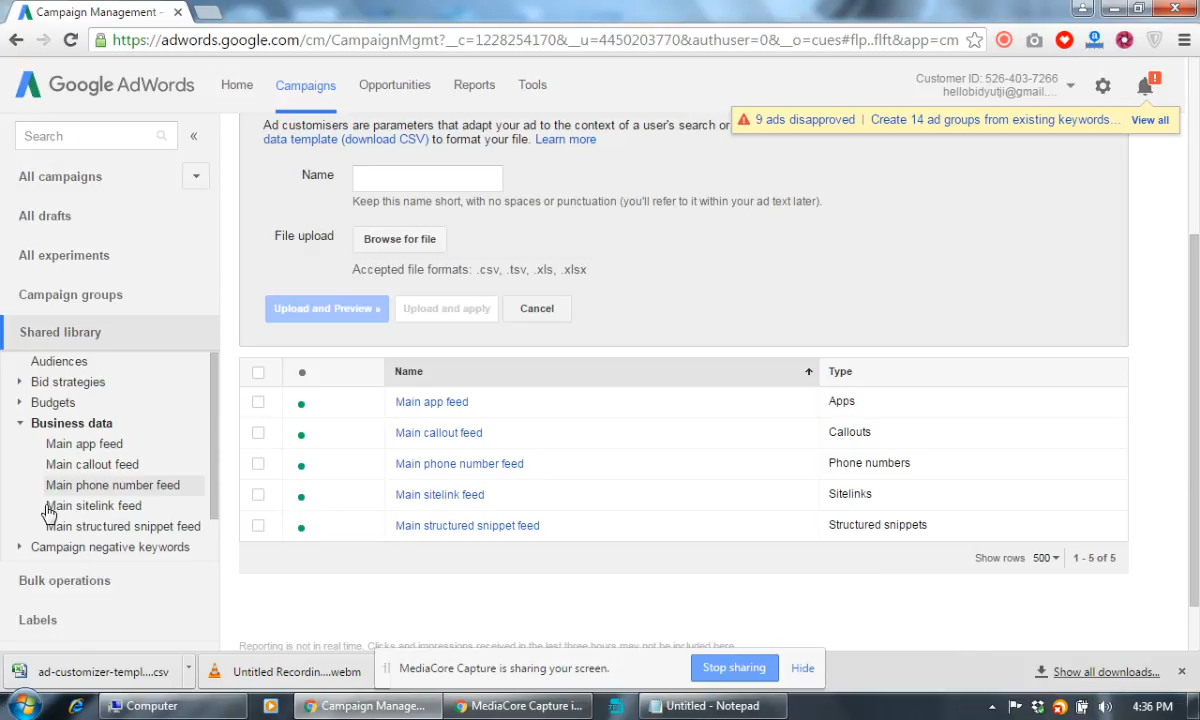 Campaign Management –
https://adwords.google.com/cm/CampaignMgmt?__c=1228254170&__u=4450203770&authuser=0&__o=cues#flp..flft&app=cm
Google AdWords
Home
Campaigns
Opportunities
Reports
Tools
Customer ID: 526-403-7266
hellobidyutji@gmail....
9 ads disapproved | Create 14 ad groups from existing keywords... View all
Search
«
All campaigns
All drafts
All experiments
Campaign groups
Shared library
Audiences
Bid strategies
Budgets
Business data
Main app feed
Main callout feed
Main phone number feed
Main sitelink feed
Main structured snippet feed
Campaign negative keywords
Bulk operations
Labels
Ad customisers are parameters that adapt your ad to the context of a user's search or
data template (download CSV) to format your file. Learn more
Name
Keep this name short, with no spaces or punctuation (you'll refer to it within your ad text later).
File upload
Browse for file
Accepted file formats: .csv, .tsv, .xls, .xlsx
Upload and Preview »
Upload and apply
Cancel
Name
Type
Main app feed
Apps
Main callout feed
Callouts
Main phone number feed
Phone numbers
Main sitelink feed
Sitelinks
Main structured snippet feed
Structured snippets
Show rows 500
1 - 5 of 5
Reporting is not in real time. Clicks and impressions received in the last three hours may not be included here.
ad-customizer-templ....csv
Untitled Recordin....webm
MediaCore Capture is sharing your screen.
Stop sharing
Hide
Show all downloads...
Computer
Campaign Manage...
MediaCore Capture i...
Untitled - Notepad
4:36 PM